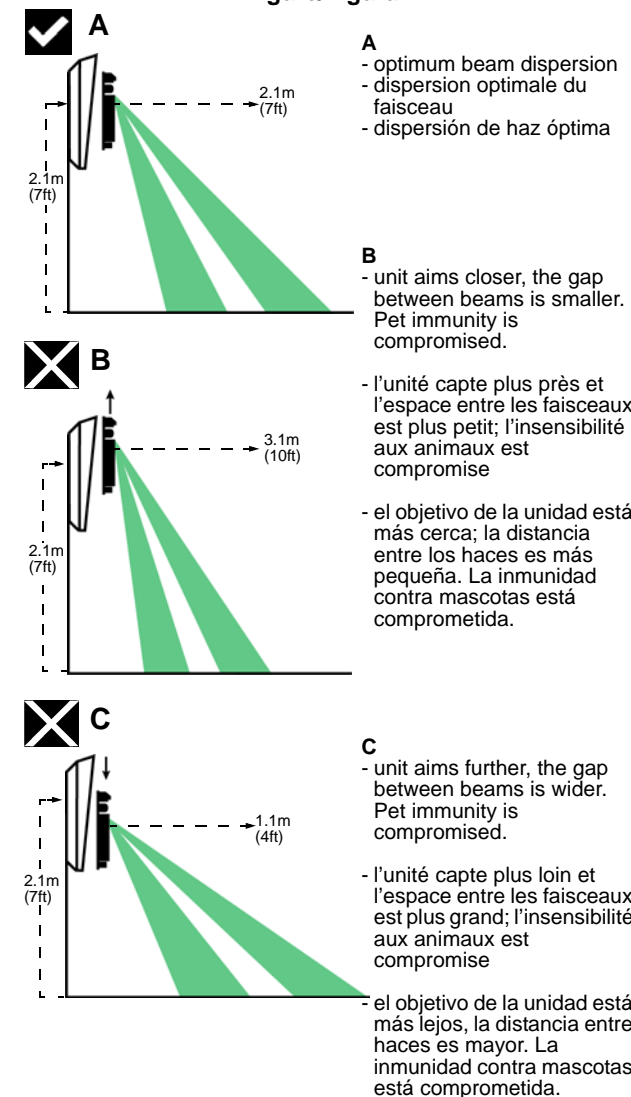 A
2.1m
(7ft)
2.1m
(7ft)
A
- optimum beam dispersion
- dispersion optimale du
faisceau
- dispersión de haz óptima
B
3.1m
(10ft)
2.1m
(7ft)
B
- unit aims closer, the gap
between beams is smaller.
Pet immunity is
compromised.
- l'unité capte plus près et
l'espace entre les faisceaux
est plus petit; l'insensibilité
aux animaux est
compromise
- el objetivo de la unidad está
más cerca; la distancia
entre los haces es más
pequeña. La inmunidad
contra mascotas está
comprometida.
C
1.1m
(4ft)
2.1m
(7ft)
C
- unit aims further, the gap
between beams is wider.
Pet immunity is
compromised.
- l'unité capte plus loin et
l'espace entre les faisceaux
est plus grand; l'insensibilité
aux animaux est
compromise
- el objetivo de la unidad está
más lejos, la distancia entre
haces es mayor. La
inmunidad contra mascotas
está comprometida.